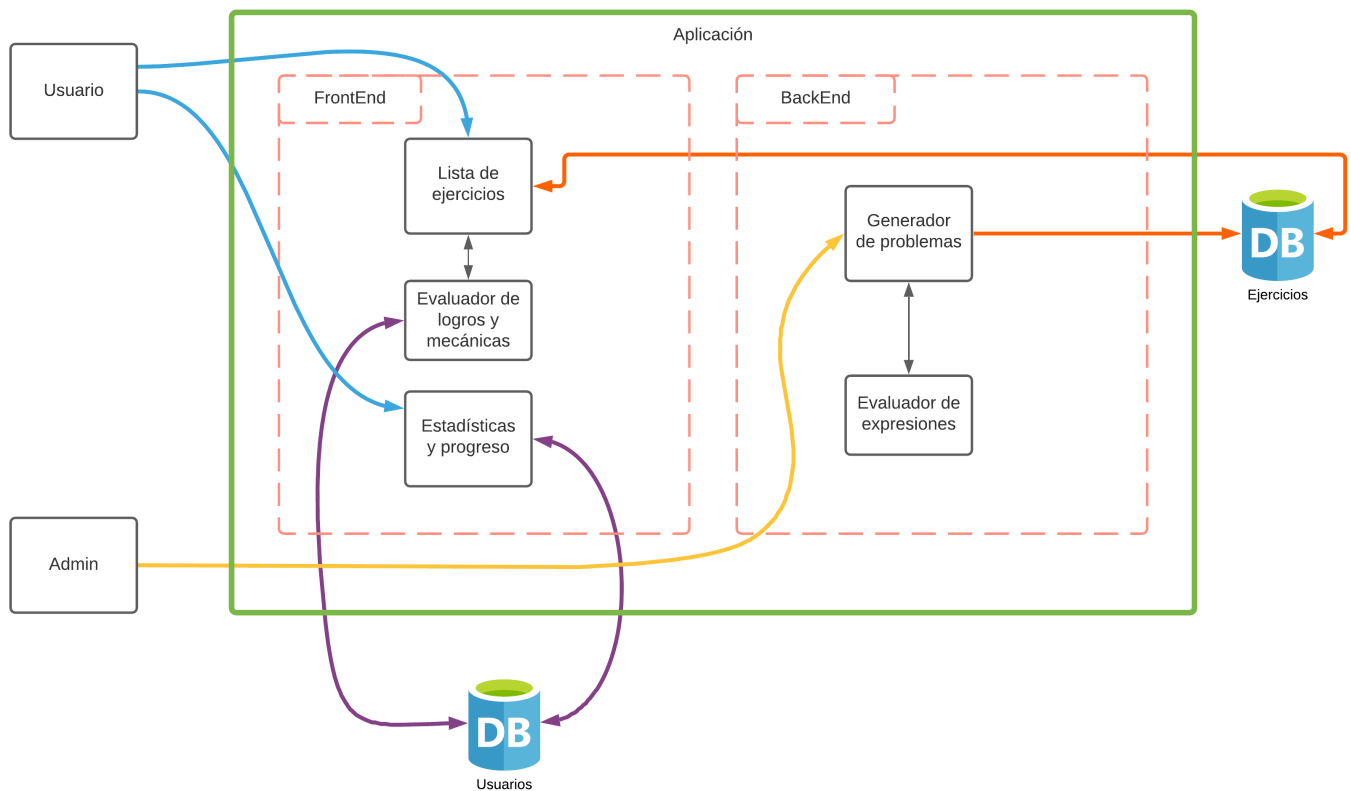 Aplicación
Usuario
FrontEnd
BackEnd
Lista de
ejercicios
Generador
de problemas
DB
Ejercicios
Evaluador de
logros y
mecánicas
Estadísticas
y progreso
Evaluador de
expresiones
Admin
DB
Usuarios